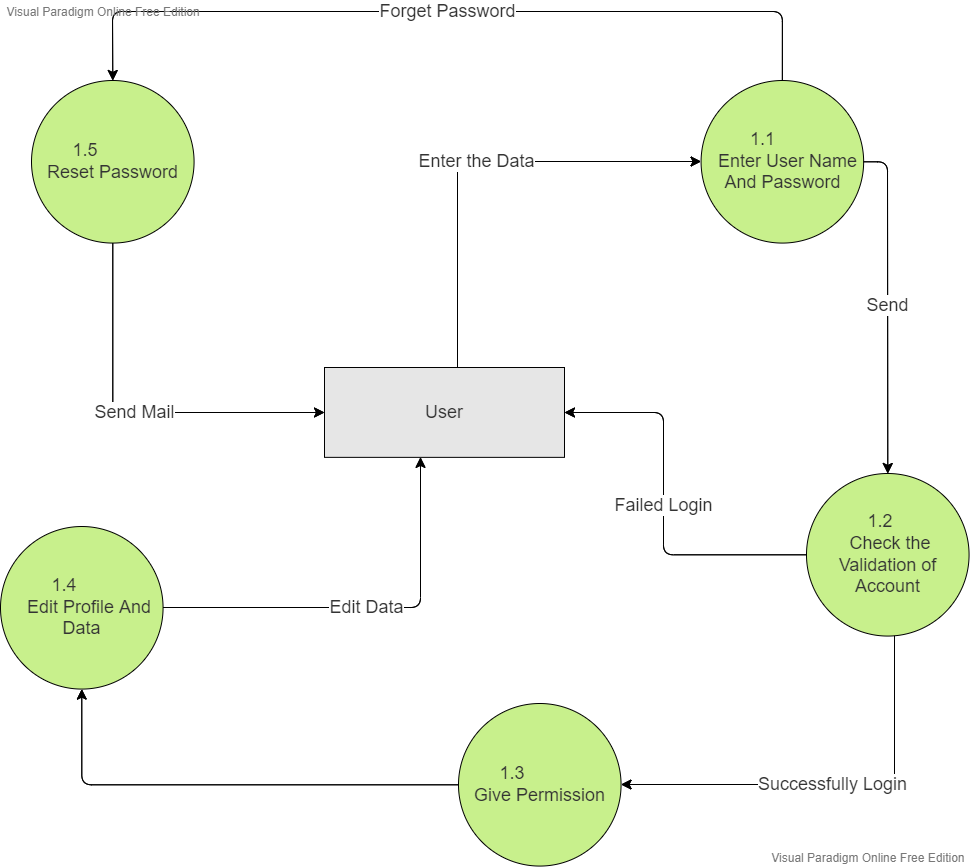 Visual Paradigm Online Free Edition
Forget Password
1.5
Reset Password
Enter the Data
1.1
Enter User Name
And Password
Send
Send Mail
User
Failed Login
1.2
Check the
Validation of
Account
1.4
Edit Profile And
Data
Edit Data
1.3
Give Permission
Successfully Login
Visual Paradigm Online Free Edition